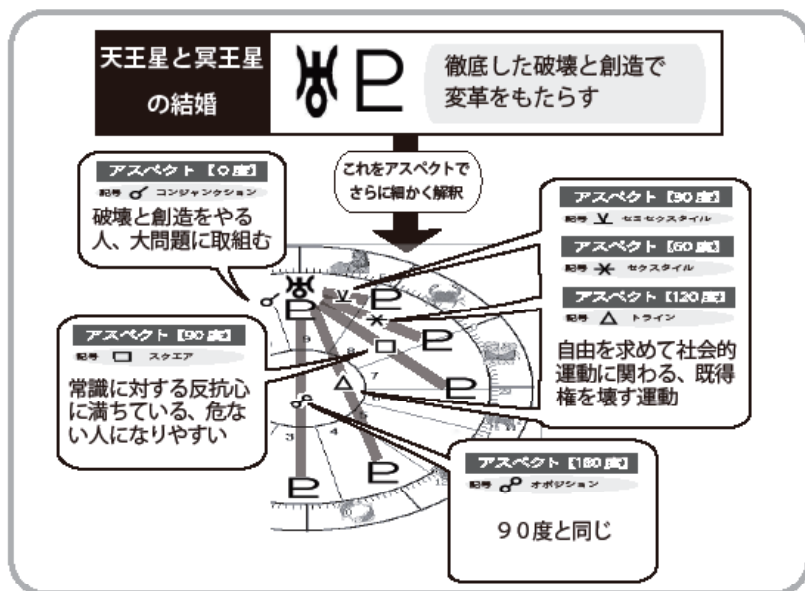 天王星と冥王星
の結婚
徹底した破壊と創造で
変革をもたらす
これをアスペクトで
さらに細かく解釈
アスペクト【0度】
記号 ☌ コンジャンクション
破壊と創造をやる
人、大問題に取組む
アスペクト【90度】
記号 □ スクエア
常識に対する反抗心
に満ちている、危な
い人になりやすい
アスペクト【30度】
記号 ⚺ セミセクスタイル
アスペクト【60度】
記号 ⚹ セクスタイル
アスペクト【120度】
記号 △ トライン
自由を求めて社会的
運動に関わる、既得
権を壊す運動
アスペクト【180度】
記号 ☍ オポジション
90度と同じ
9
7
3
4